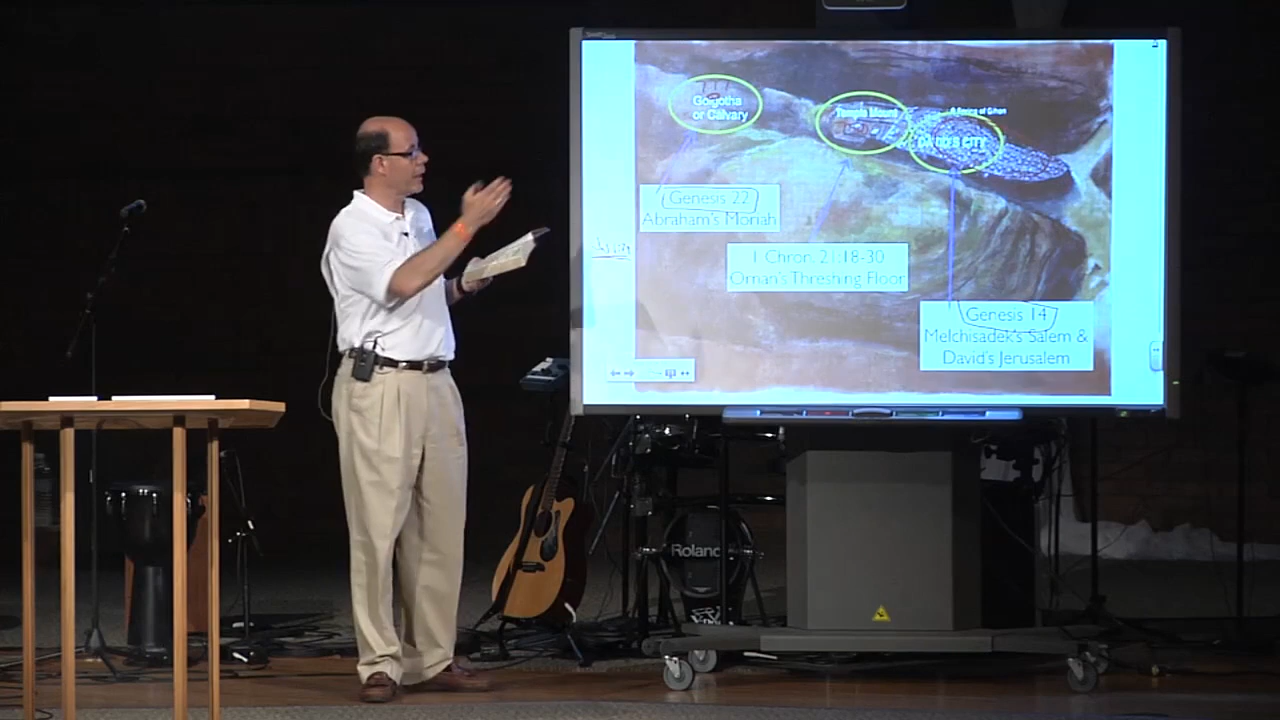 Golgotha
or Calvary
Temple Mount
DAVID'S CITY
Genesis 22
Abraham's Moriah
1 Chron. 21:18-30
Ornan's Threshing Floor
Genesis 14
Melchisadek's Salem &
David's Jerusalem
Roland